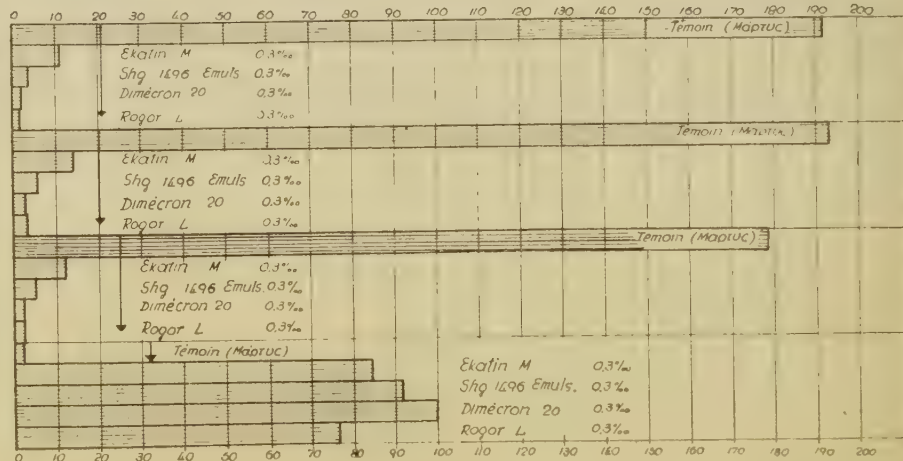 0 10 20 30 40 50 60 70 80 90 100 110 120 130 140 150 160 170 180 190 200
Témoin (Μάρτυς)
Ekatin M 0,3‰
Shg 1496 Emuls 0,3‰
Dimécron 20 0,3‰
Rogor L 0,3‰
Témoin (Μάρτυς)
Ekatin M 0,3‰
Shg 1496 Emuls 0,3‰
Dimécron 20 0,3‰
Rogor L 0,3‰
Témoin (Μάρτυς)
Ekatin M 0,3‰
Shg 1496 Emuls. 0,3‰
Dimécron 20 0,3‰
Rogor L 0,3‰
Témoin (Μάρτυς)
Ekatin M 0,3‰
Shg 1496 Emuls. 0,3‰
Dimécron 20 0,3‰
Rogor L 0,3‰
0 10 20 30 40 50 60 70 80 90 100 110 120 130 140 150 160 170 180 190 200